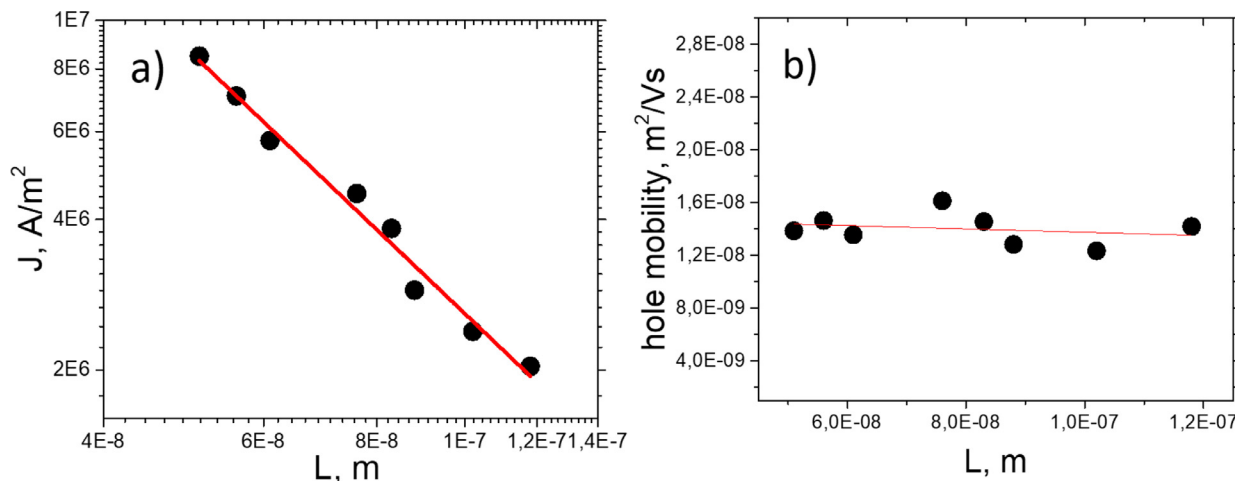 a)
1E7
8E6
6E6
4E6
2E6
J, A/m²
4E-8 6E-8 8E-8 1E-7 1,2E-71,4E-7
L, m
b)
2,8E-08
2,4E-08
2,0E-08
1,6E-08
1,2E-08
8,0E-09
4,0E-09
hole mobility, m²/Vs
6,0E-08 8,0E-08 1,0E-07 1,2E-07
L, m